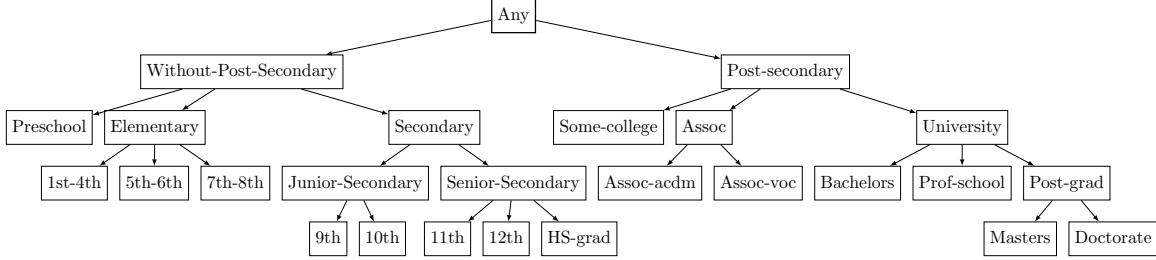 Any
Without-Post-Secondary Post-secondary
Preschool Elementary Secondary Some-college Assoc University
1st-4th 5th-6th 7th-8th Junior-Secondary Senior-Secondary Assoc-acdm Assoc-voc Bachelors Prof-school Post-grad
9th 10th 11th 12th HS-grad Masters Doctorate